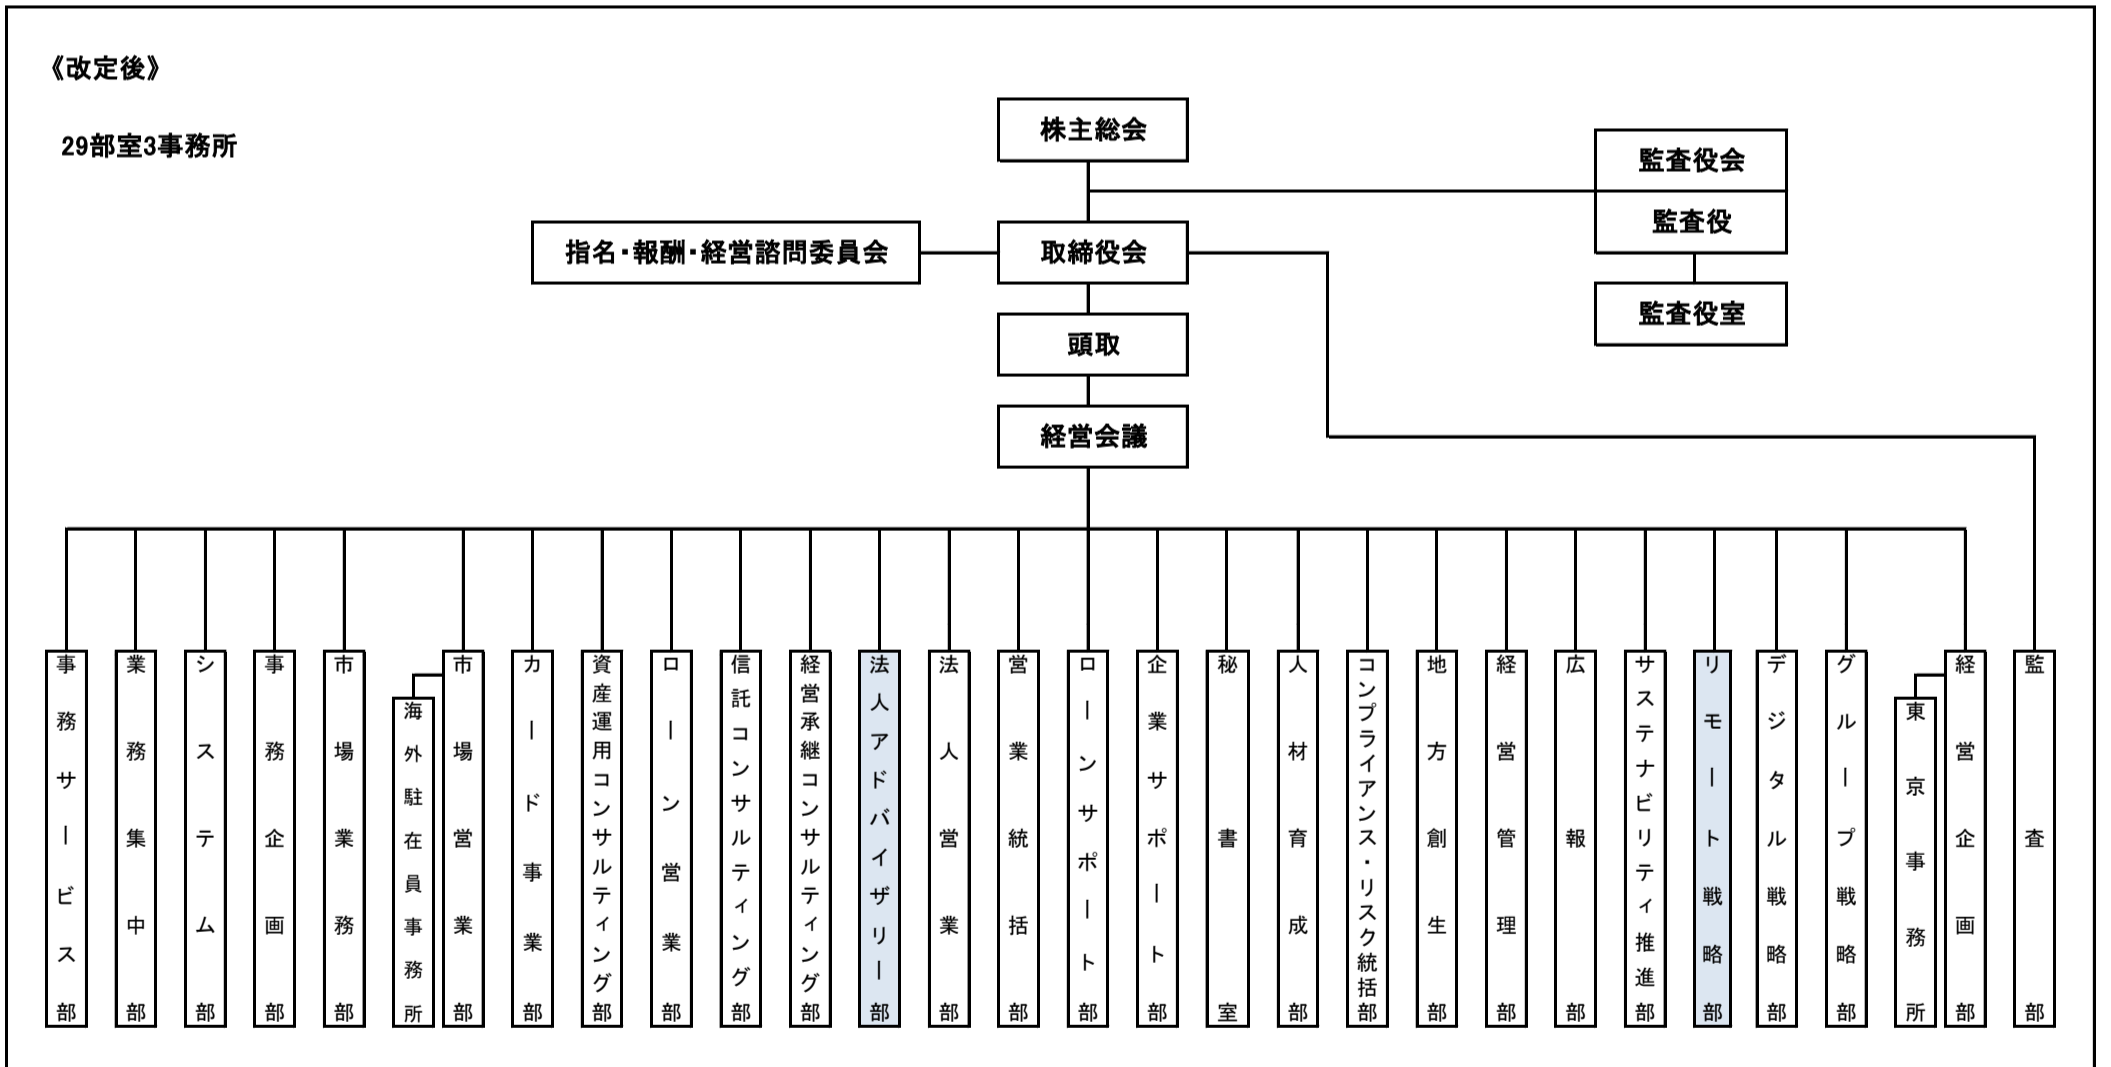 《改定後》
29部室3事務所
株主総会
監査役会
監査役
指名・報酬・経営諮問委員会
取締役会
監査役室
頭取
経営会議
事務サービス部
業務集中部
システム部
事務企画部
市場業務部
海外駐在員事務所
市場営業部
カード事業部
資産運用コンサルティング部
ローン営業部
信託コンサルティング部
経営承継コンサルティング部
法人アドバイザリー部
法人営業部
営業統括部
ローンサポート部
企業サポート部
秘書室
人材育成部
コンプライアンス・リスク統括部
地方創生部
経営管理部
広報部
サステナビリティ推進部
リモート戦略部
デジタル戦略部
グループ戦略部
東京事務所
経営企画部
監査部